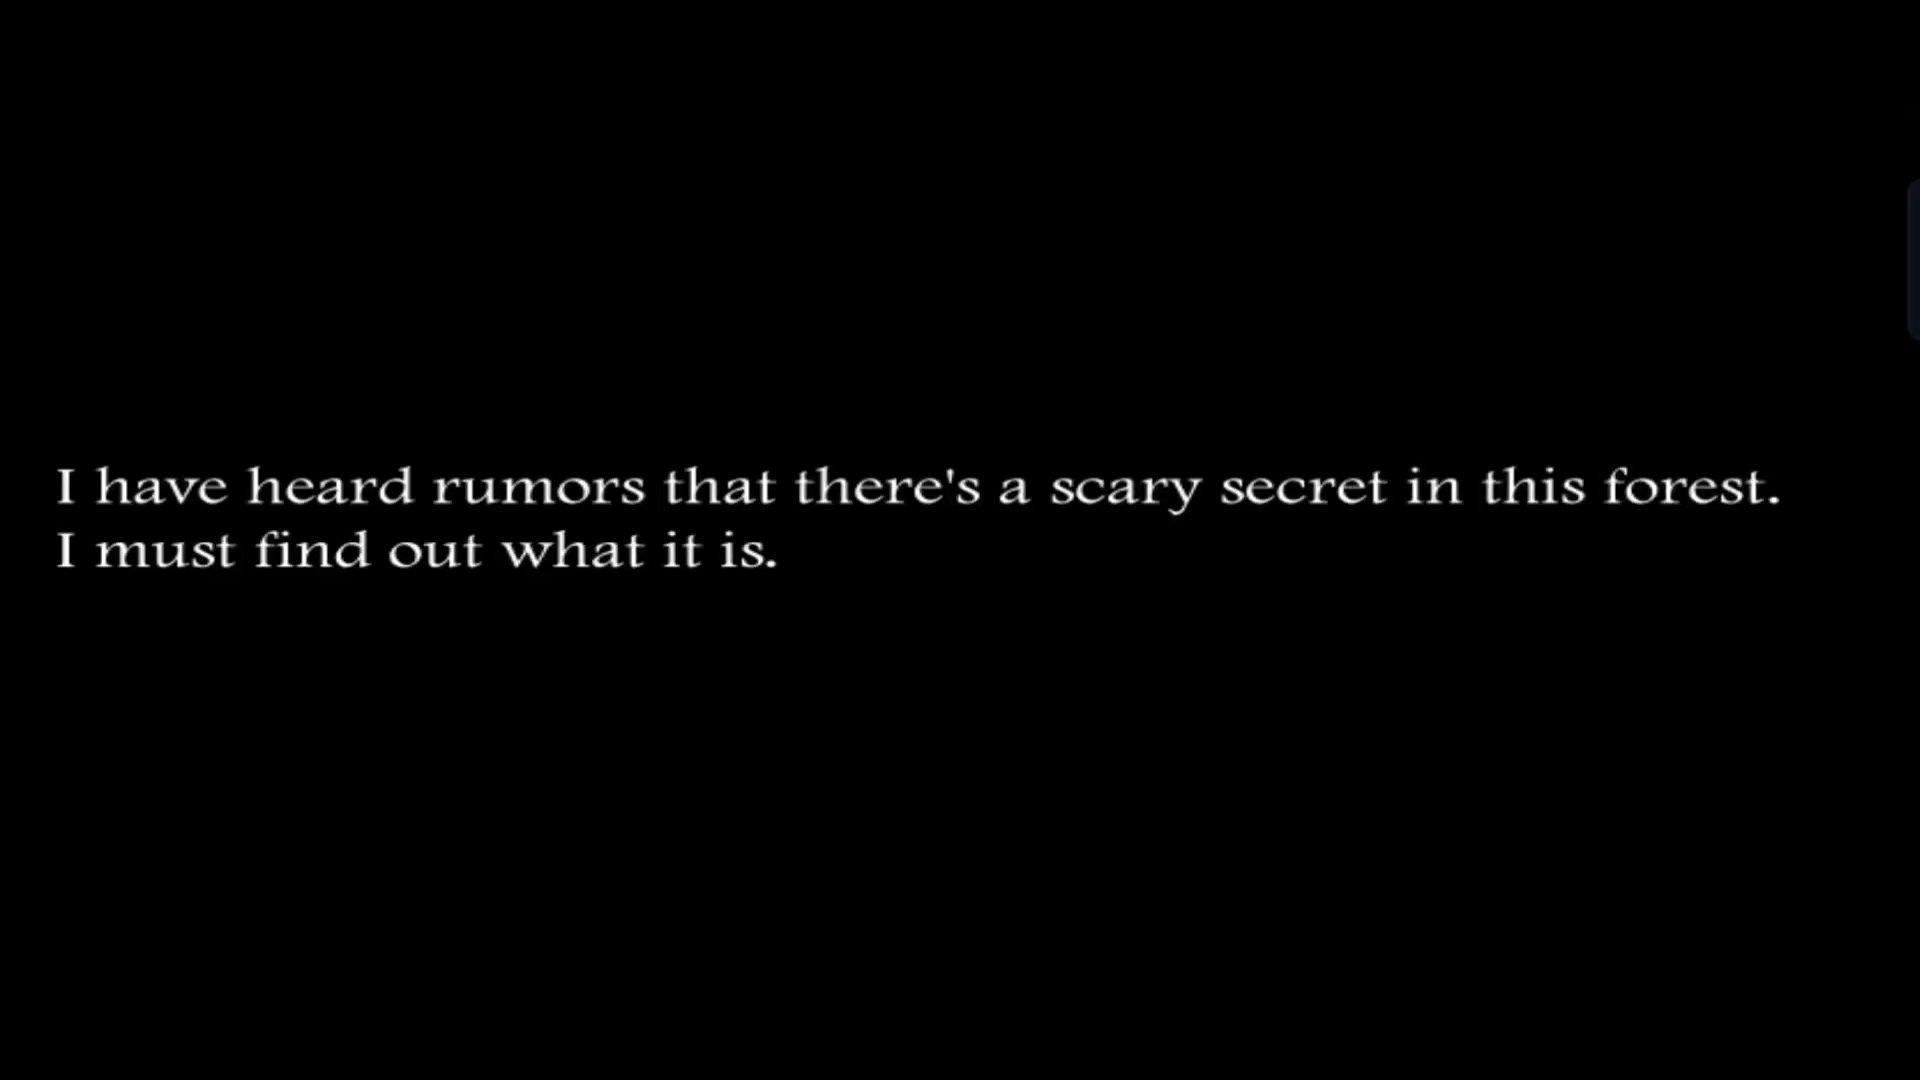 I have heard rumors that there's a scary secret in this forest.
I must find out what it is.